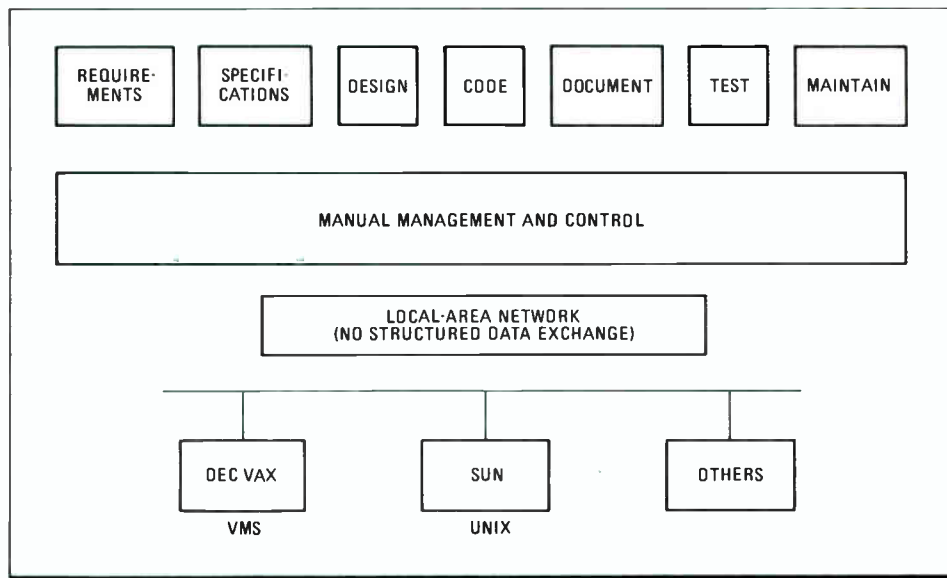 REQUIRE-
MENTS
SPECIFI-
CATIONS
DESIGN
CODE
DOCUMENT
TEST
MAINTAIN
MANUAL MANAGEMENT AND CONTROL
LOCAL-AREA NETWORK
(NO STRUCTURED DATA EXCHANGE)
DEC VAX
SUN
OTHERS
VMS
UNIX